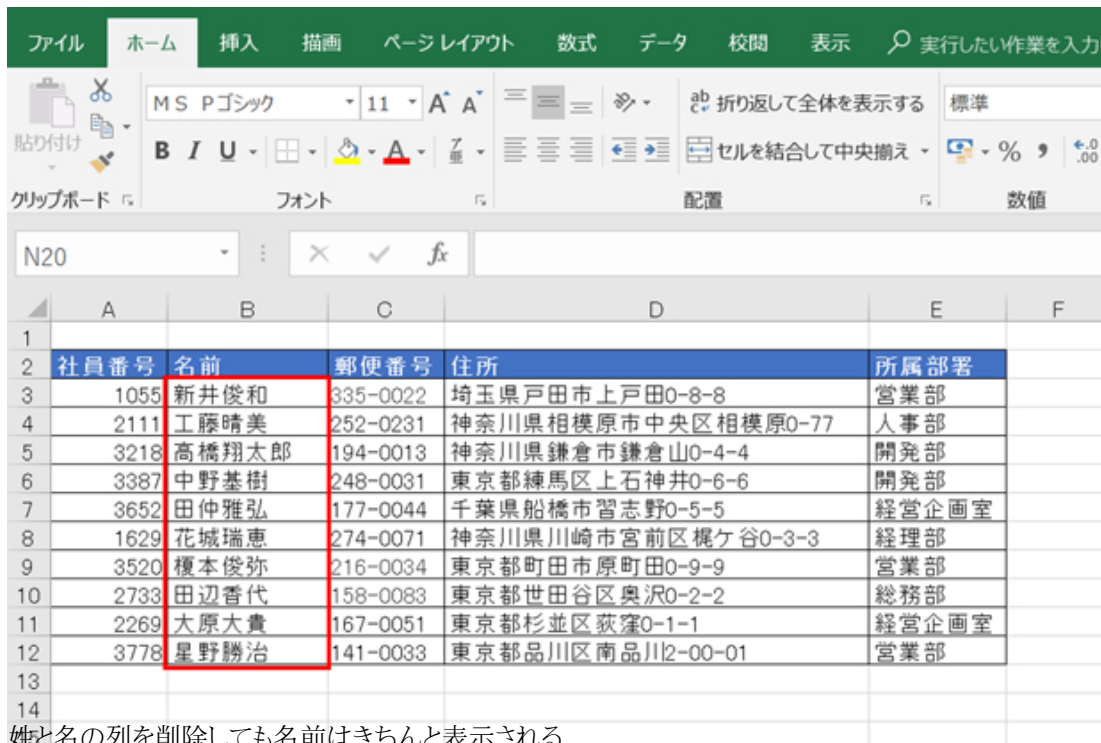 ファイル ホーム 挿入 描画 ページ レイアウト 数式 データ 校閲 表示 実行したい作業を入力
貼り付け MS Pゴシック 11 A A ab 折り返して全体を表示する 標準
B I U A 亜 セルを結合して中央揃え % ,
クリップボード フォント 配置 数値
N20 fx
A B C D E F
1
2 社員番号 名前 郵便番号 住所 所属部署
3 1055 新井俊和 335-0022 埼玉県戸田市上戸田0-8-8 営業部
4 2111 工藤晴美 252-0231 神奈川県相模原市中央区相模原0-77 人事部
5 3218 高橋翔太郎 194-0013 神奈川県鎌倉市鎌倉山0-4-4 開発部
6 3387 中野基樹 248-0031 東京都練馬区上石神井0-6-6 開発部
7 3652 田仲雅弘 177-0044 千葉県船橋市習志野0-5-5 経営企画室
8 1629 花城瑞恵 274-0071 神奈川県川崎市宮前区梶ケ谷0-3-3 経理部
9 3520 榎本俊弥 216-0034 東京都町田市原町田0-9-9 営業部
10 2733 田辺香代 158-0083 東京都世田谷区奥沢0-2-2 総務部
11 2269 大原大貴 167-0051 東京都杉並区荻窪0-1-1 経営企画室
12 3778 星野勝治 141-0033 東京都品川区南品川2-00-01 営業部
13
14
姓と名の列を削除しても名前はきちんと表示される